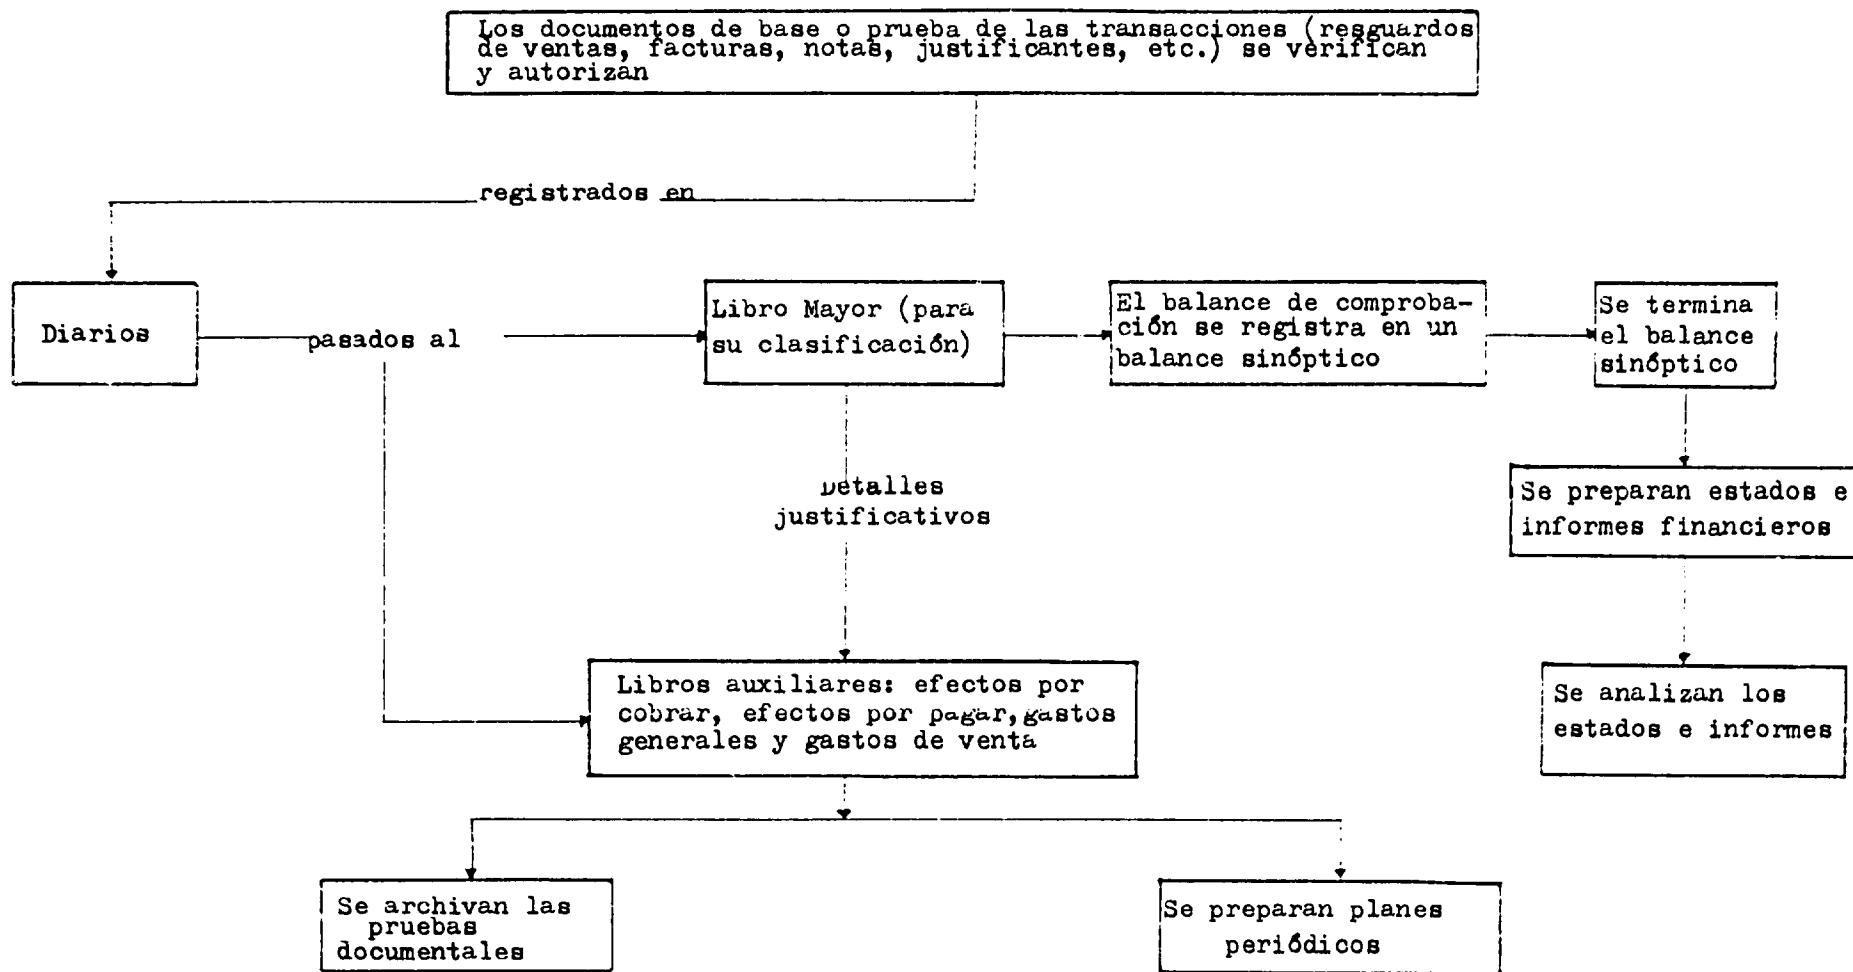 Los documentos de base o prueba de las transacciones (resguardos
de ventas, facturas, notas, justificantes, etc.) se verifican
y autorizan
registrados en
Diarios
pasados al
Libro Mayor (para
su clasificación)
El balance de comproba-
ción se registra en un
balance sinóptico
Se termina
el balance
sinóptico
Detalles
justificativos
Se preparan estados e
informes financieros
Libros auxiliares: efectos por
cobrar, efectos por pagar, gastos
generales y gastos de venta
Se analizan los
estados e informes
Se archivan las
pruebas
documentales
Se preparan planes
periódicos